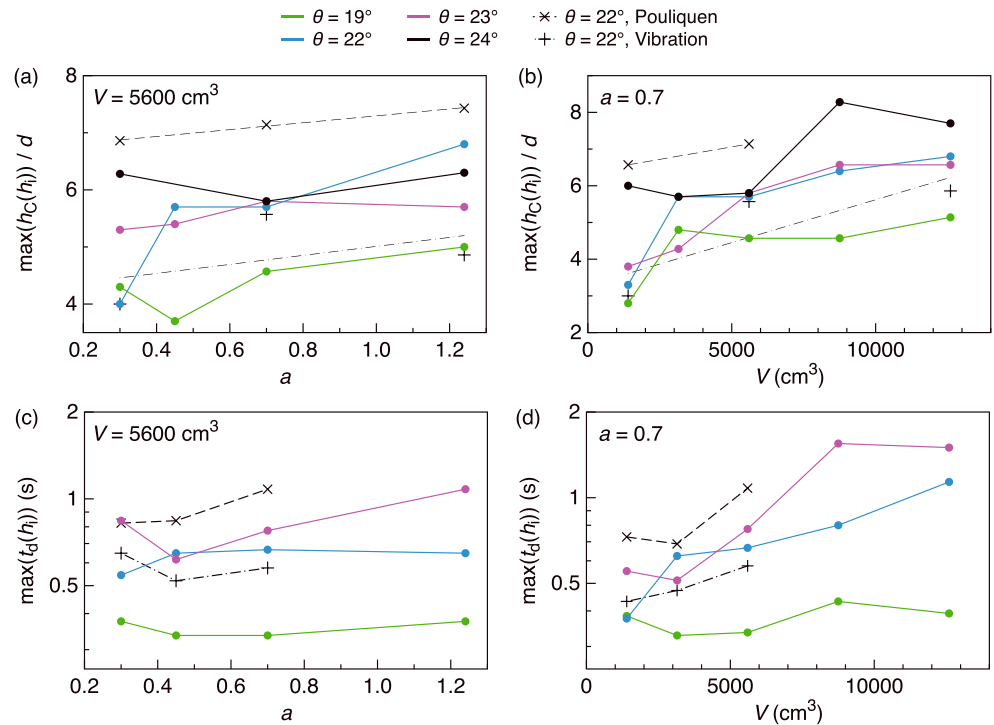 θ = 19° θ = 23° θ = 22°, Pouliquen
θ = 22° θ = 24° θ = 22°, Vibration
(a)
V = 5600 cm³
max(h_C(h_i)) / d
8
6
4
0.2 0.4 0.6 0.8 1.0 1.2
a
(b)
a = 0.7
max(h_C(h_i)) / d
8
6
4
2
0 5000 10000
V (cm³)
(c)
V = 5600 cm³
max(t_d(h_i)) (s)
2
1
0.5
0.2 0.4 0.6 0.8 1.0 1.2
a
(d)
a = 0.7
max(t_d(h_i)) (s)
2
1
0.5
0 5000 10000
V (cm³)